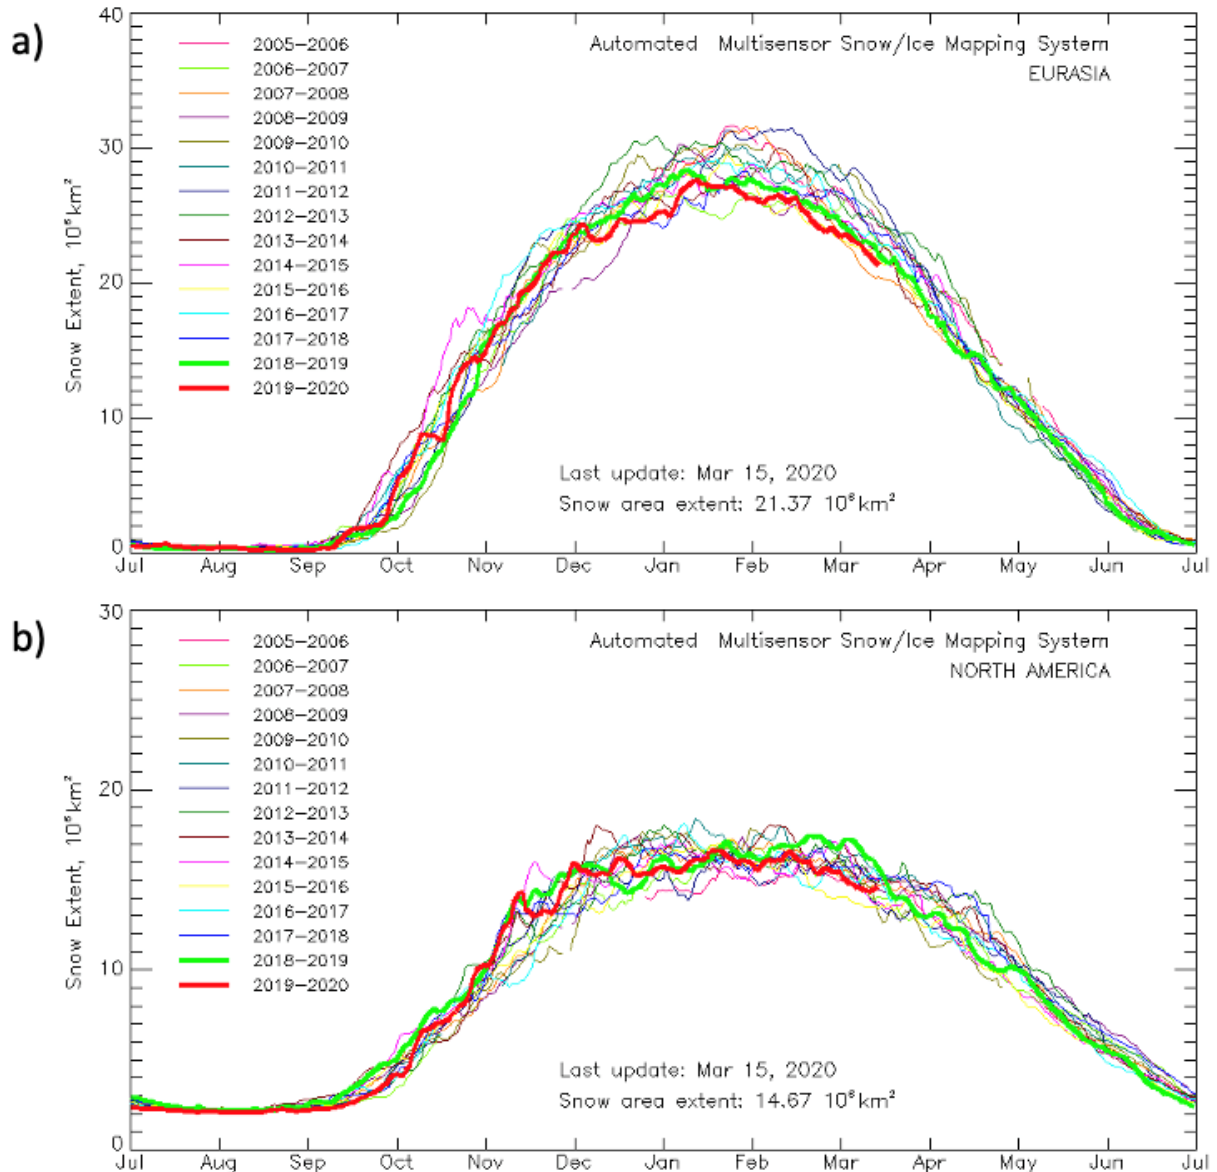 a)
40
30
20
10
0
Snow Extent, 10⁶km²
2005–2006
2006–2007
2007–2008
2008–2009
2009–2010
2010–2011
2011–2012
2012–2013
2013–2014
2014–2015
2015–2016
2016–2017
2017–2018
2018–2019
2019–2020
Automated Multisensor Snow/Ice Mapping System
EURASIA
Last update: Mar 15, 2020
Snow area extent: 21.37 10⁶km²
Jul Aug Sep Oct Nov Dec Jan Feb Mar Apr May Jun Jul
b)
30
20
10
0
Snow Extent, 10⁶km²
2005–2006
2006–2007
2007–2008
2008–2009
2009–2010
2010–2011
2011–2012
2012–2013
2013–2014
2014–2015
2015–2016
2016–2017
2017–2018
2018–2019
2019–2020
Automated Multisensor Snow/Ice Mapping System
NORTH AMERICA
Last update: Mar 15, 2020
Snow area extent: 14.67 10⁶km²
Jul Aug Sep Oct Nov Dec Jan Feb Mar Apr May Jun Jul